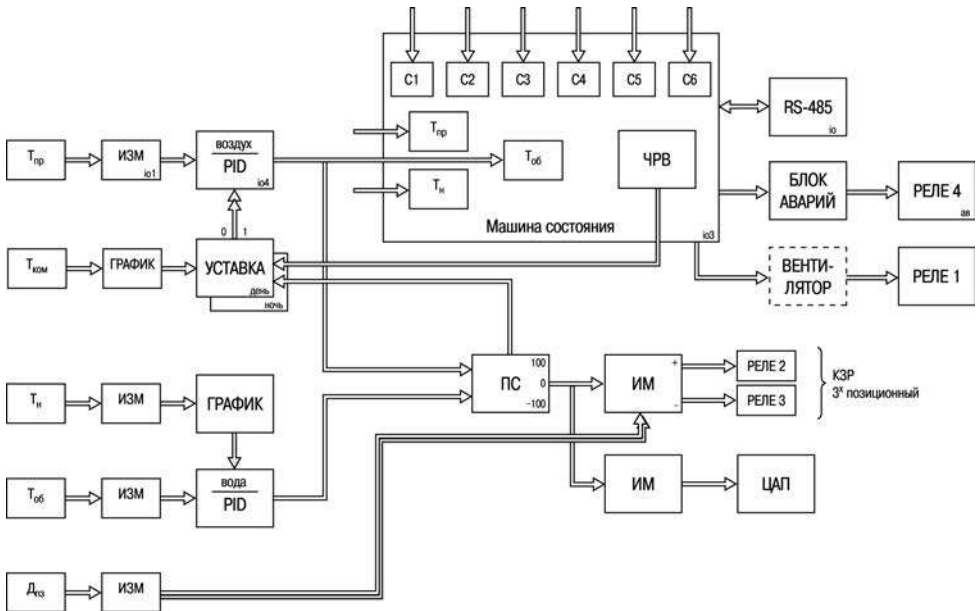 С1 С2 С3 С4 С5 С6
RS-485
io
Тпр
ИЗМ
io1
воздух
PID
io4
Тпр
Тоб
Тн
ЧРВ
Машина состояния
io3
БЛОК
АВАРИЙ
РЕЛЕ 4
ав
0 1
Тком
ГРАФИК
УСТАВКА
день
ночь
ВЕНТИ-
ЛЯТОР
РЕЛЕ 1
ПС
100
0
-100
ИМ
+
-
РЕЛЕ 2
РЕЛЕ 3
КЗР
3х позиционный
Тн
ИЗМ
ГРАФИК
Тоб
ИЗМ
вода
PID
ИМ
ЦАП
Дпз
ИЗМ